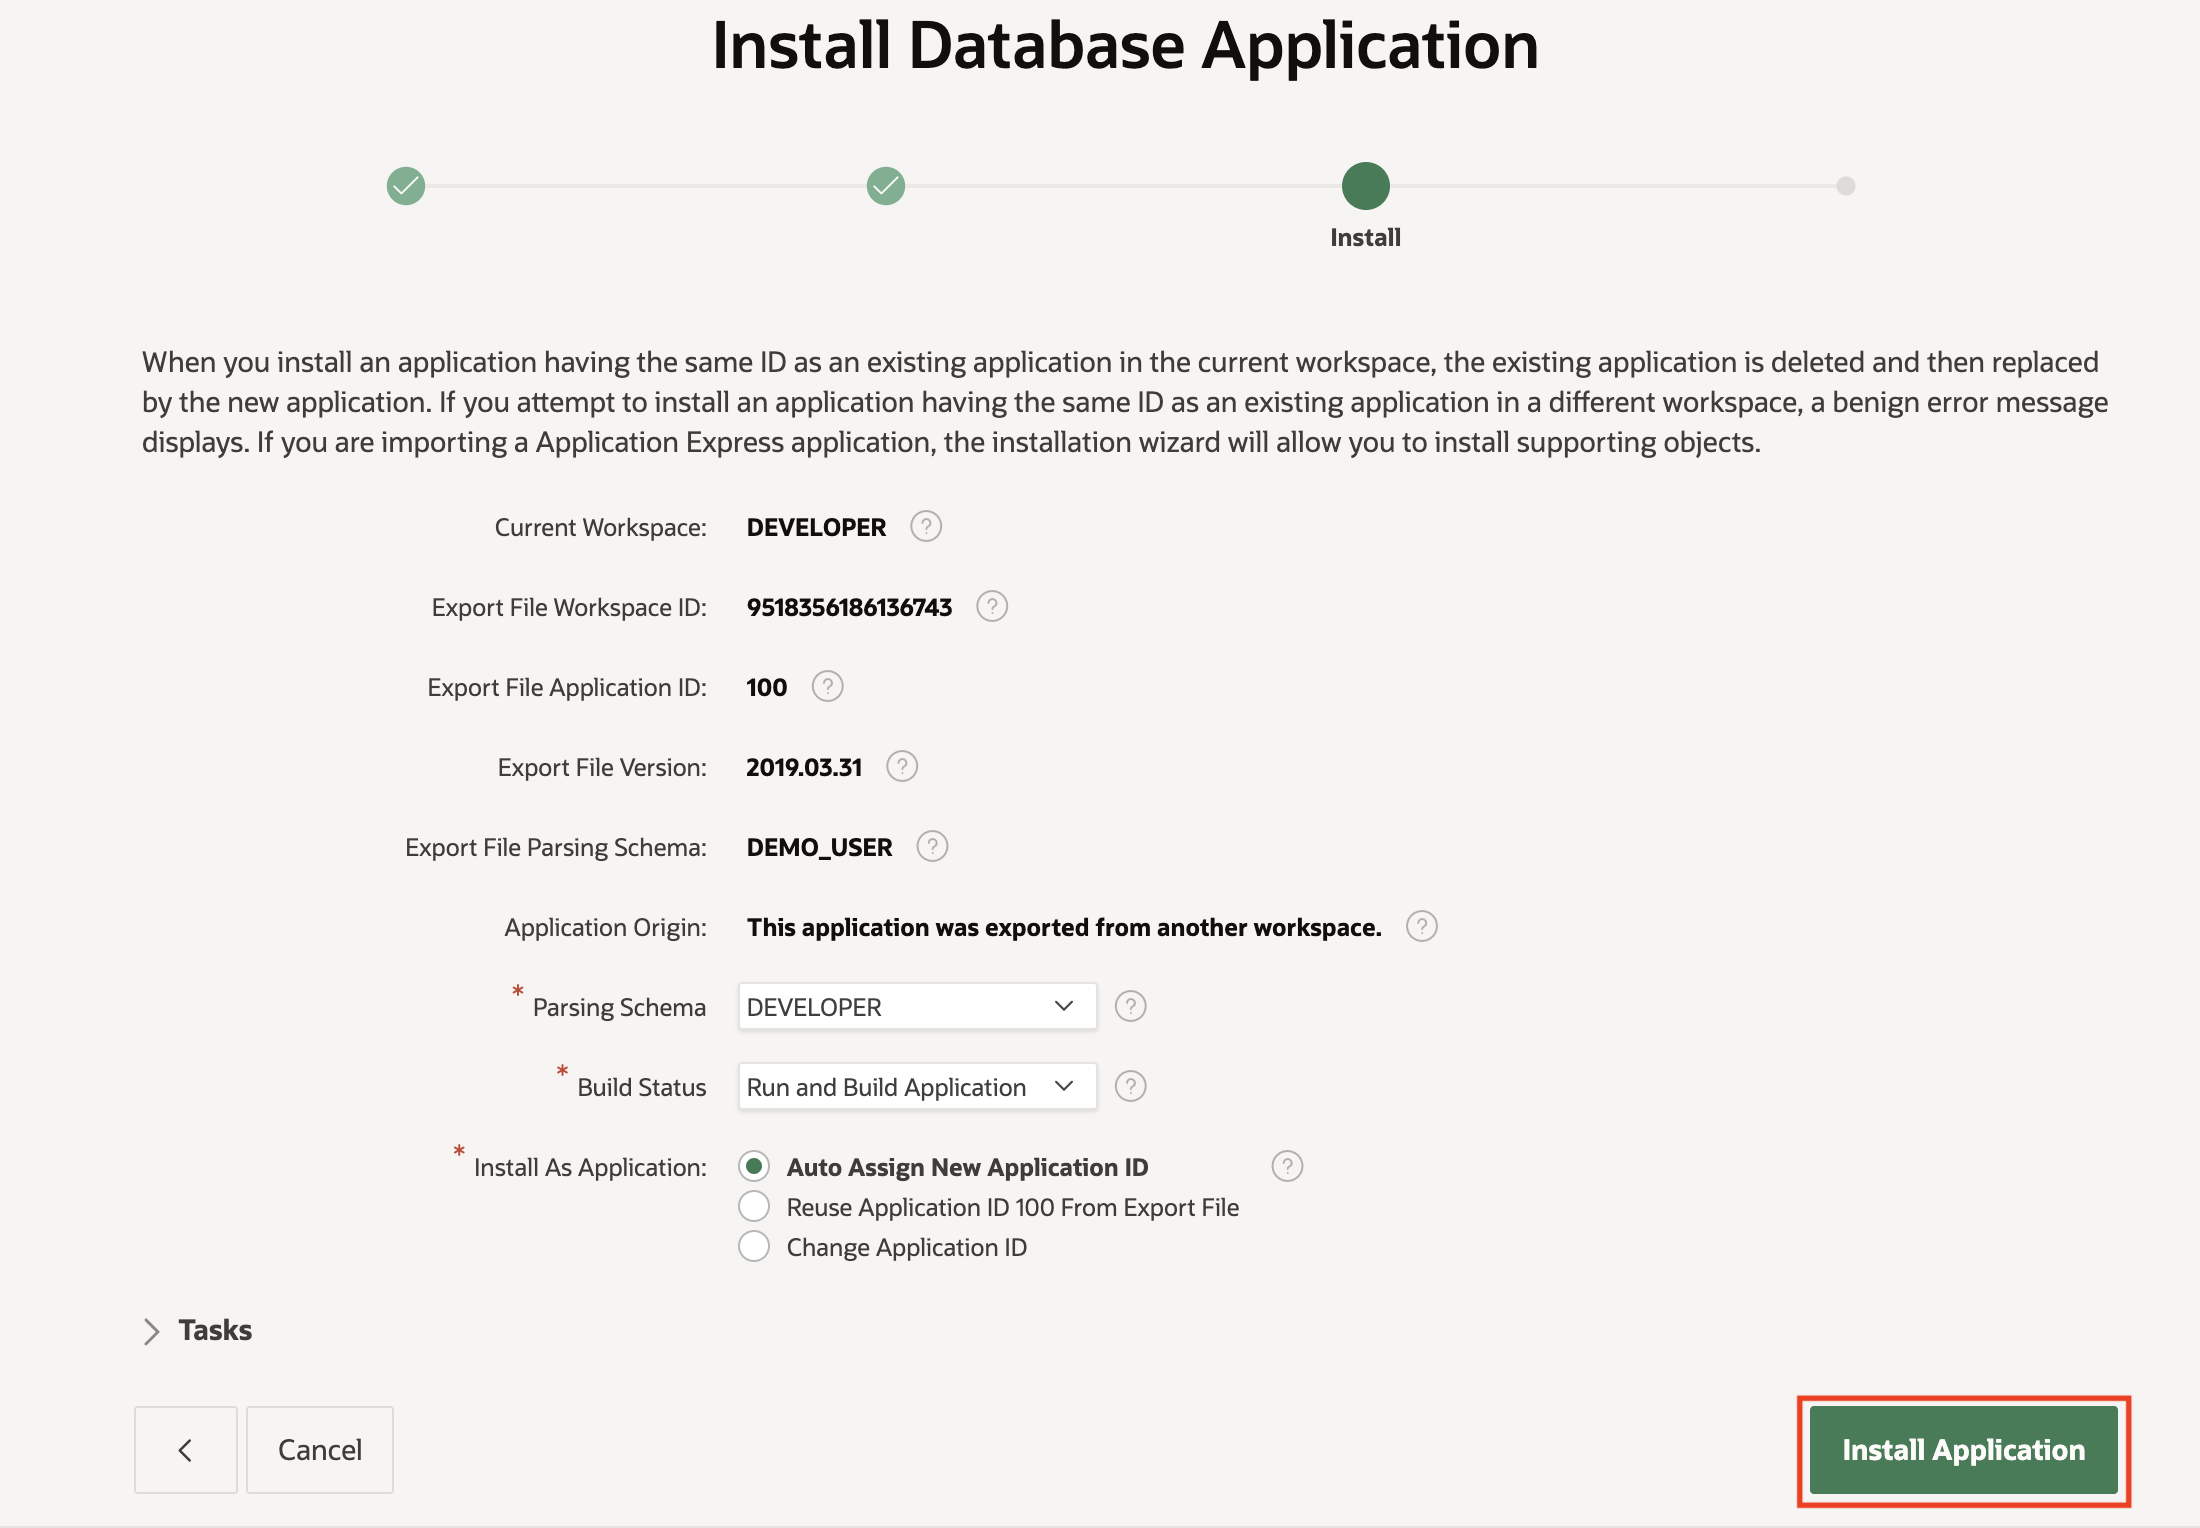 Install Database Application
Install
When you install an application having the same ID as an existing application in the current workspace, the existing application is deleted and then replaced
by the new application. If you attempt to install an application having the same ID as an existing application in a different workspace, a benign error message
displays. If you are importing a Application Express application, the installation wizard will allow you to install supporting objects.
Current Workspace: DEVELOPER ?
Export File Workspace ID: 9518356186136743 ?
Export File Application ID: 100 ?
Export File Version: 2019.03.31 ?
Export File Parsing Schema: DEMO_USER ?
Application Origin: This application was exported from another workspace. ?
* Parsing Schema DEVELOPER ?
* Build Status Run and Build Application ?
* Install As Application: Auto Assign New Application ID ?
Reuse Application ID 100 From Export File
Change Application ID
Tasks
Cancel Install Application